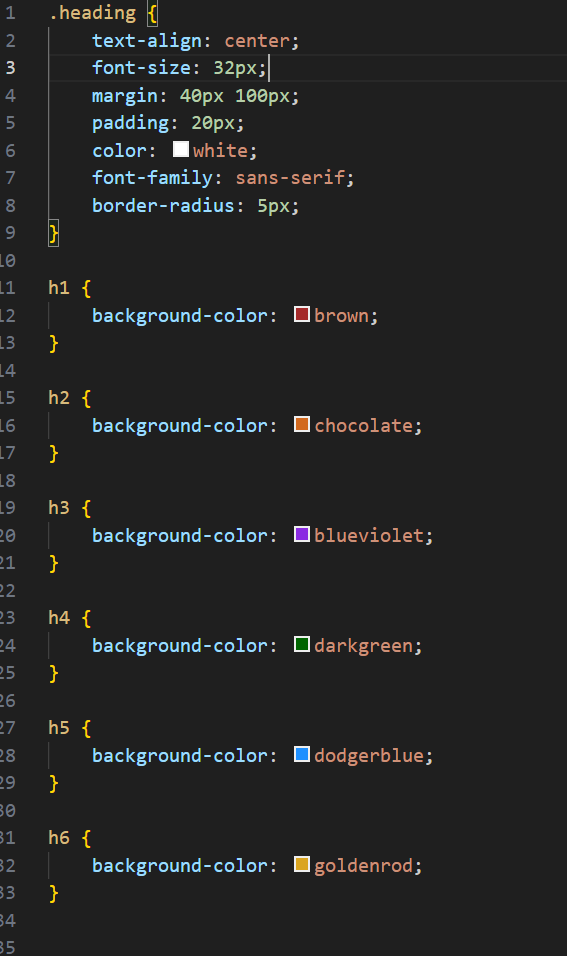 1 .heading {
2 text-align: center;
3 font-size: 32px;
4 margin: 40px 100px;
5 padding: 20px;
6 color: white;
7 font-family: sans-serif;
8 border-radius: 5px;
9 }
10
11 h1 {
12 background-color: brown;
13 }
14
15 h2 {
16 background-color: chocolate;
17 }
18
19 h3 {
20 background-color: blueviolet;
21 }
22
23 h4 {
24 background-color: darkgreen;
25 }
26
27 h5 {
28 background-color: dodgerblue;
29 }
30
31 h6 {
32 background-color: goldenrod;
33 }
34
35